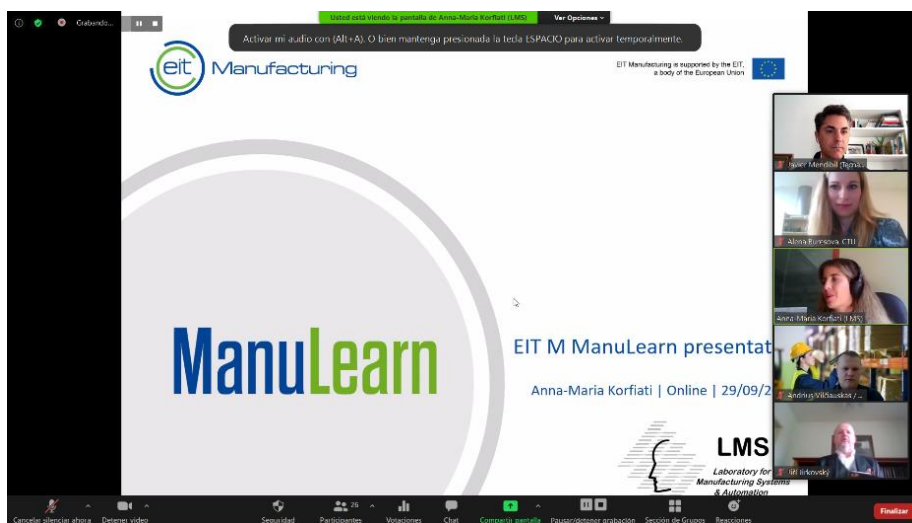 Grabando...
Usted está viendo la pantalla de Anna-Maria Korfiati (LMS)
Ver Opciones
Activar mi audio con (Alt+A). O bien mantenga presionada la tecla ESPACIO para activar temporalmente.
eit Manufacturing
EIT Manufacturing is supported by the EIT,
a body of the European Union
Javier Mendibil (Tecna...
Alena Buresova, CTU
Anna-Maria Korfiati (LMS)
Andrius Vilčiauskas / ...
Jiří Jirkovský
ManuLearn
EIT M ManuLearn presentat
Anna-Maria Korfiati | Online | 29/09/2
LMS
Laboratory for
Manufacturing Systems
& Automation
Cancelar silenciar ahora
Detener video
Seguridad
Participantes
25
Votaciones
Chat
Compartir pantalla
Pausar/detener grabación
Sección de Grupos
Reacciones
Finalizar